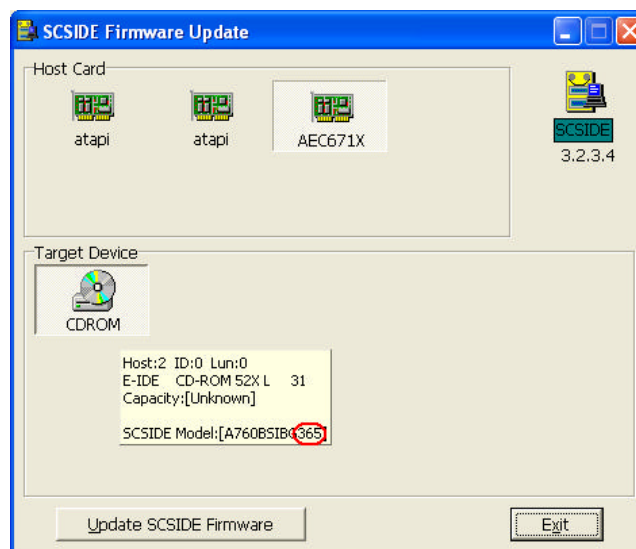 SCSIDE Firmware Update
Host Card
atapi
atapi
AEC671X
SCSIDE
3.2.3.4
Target Device
CDROM
Host:2 ID:0 Lun:0
E-IDE CD-ROM 52X L 31
Capacity:[Unknown]
SCSIDE Model:[A760BSIBG365]
Update SCSIDE Firmware
Exit